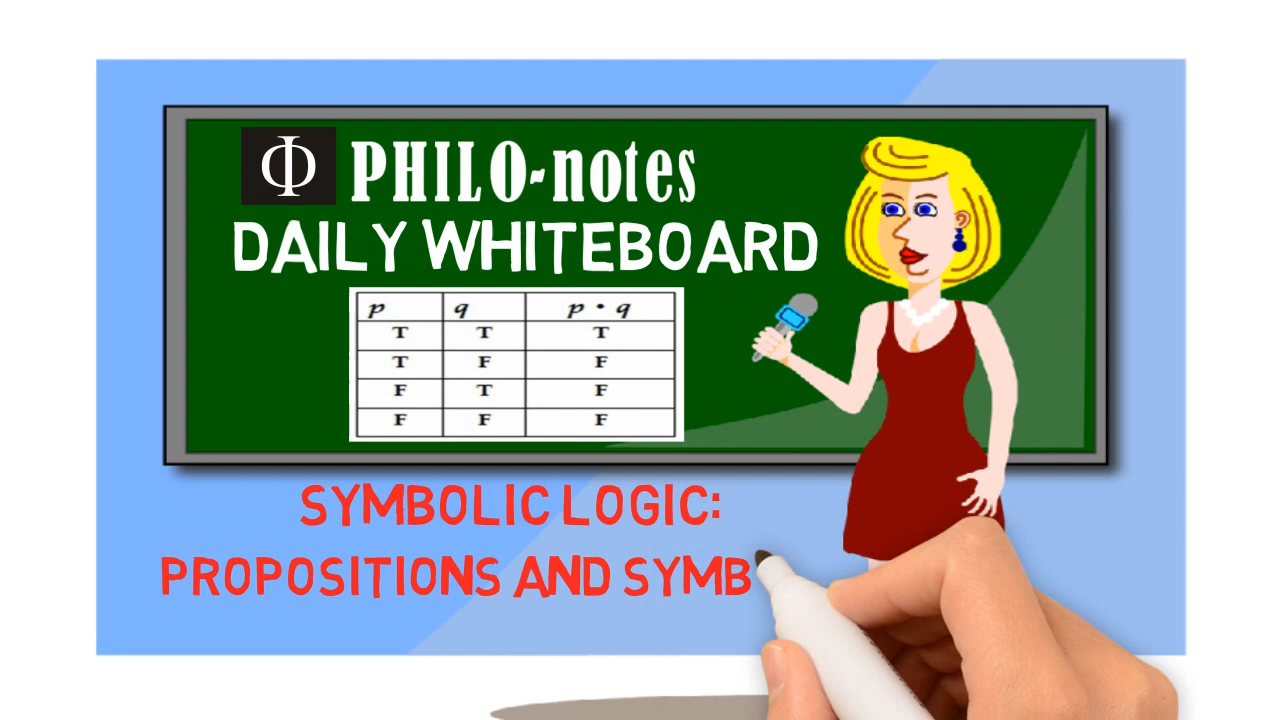 Φ PHILO-notes
DAILY WHITEBOARD
p q p • q
T T T
T F F
F T F
F F F
SYMBOLIC LOGIC:
PROPOSITIONS AND SYMB